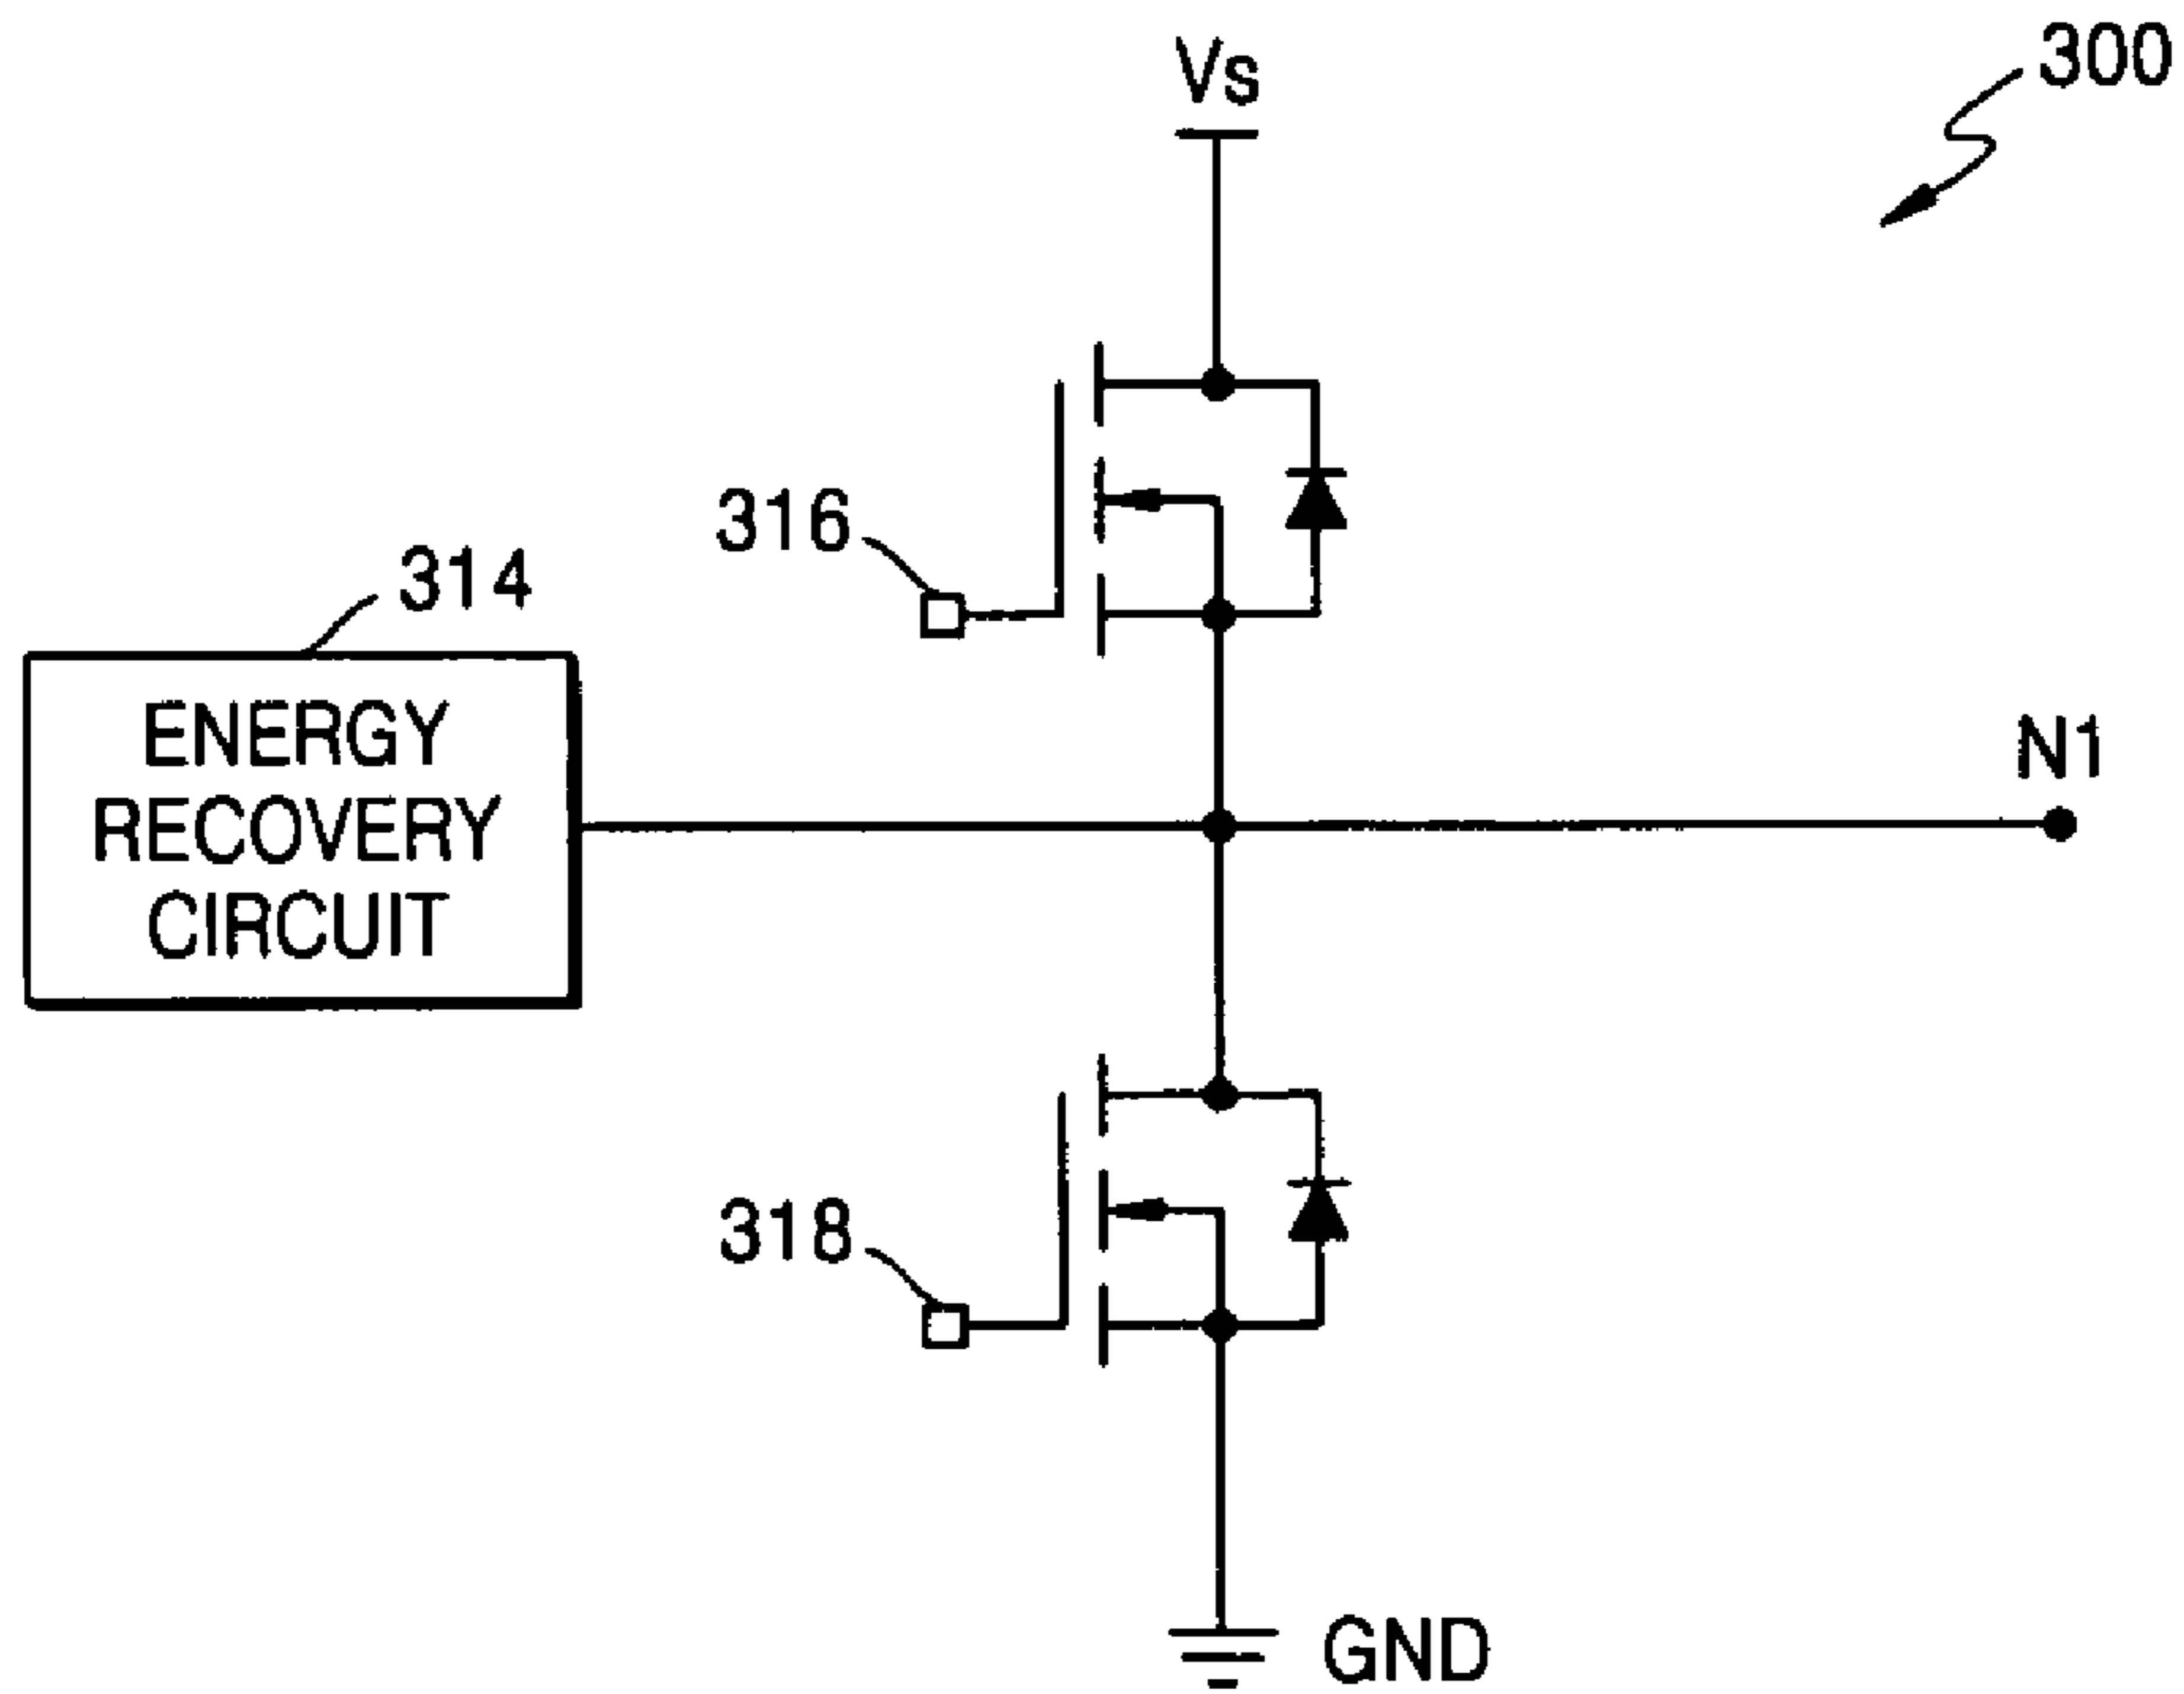 Vs
300
316
314
ENERGY
RECOVERY
CIRCUIT
N1
318
GND